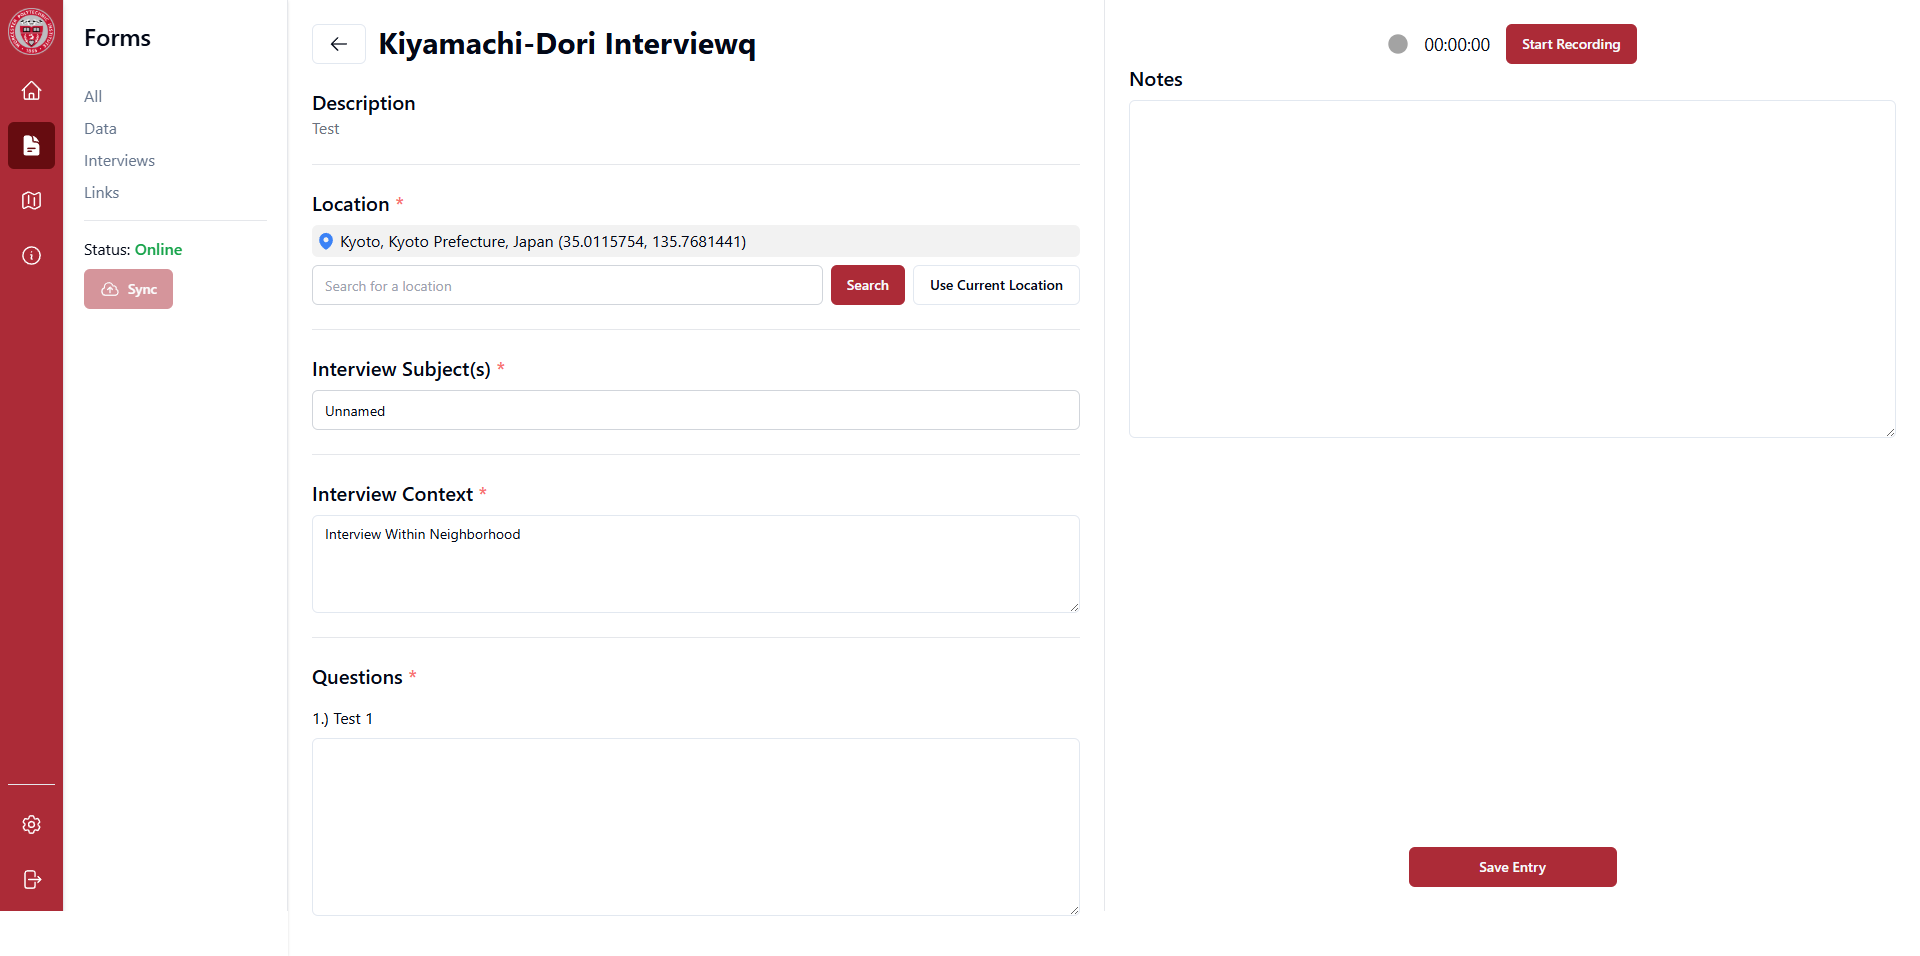 Forms
All
Data
Interviews
Links
Status: Online
Sync
Kiyamachi-Dori Interviewq
Description
Test
Location *
Kyoto, Kyoto Prefecture, Japan (35.0115754, 135.7681441)
Search for a location
Search
Use Current Location
Interview Subject(s) *
Unnamed
Interview Context *
Interview Within Neighborhood
Questions *
1.) Test 1
00:00:00
Start Recording
Notes
Save Entry